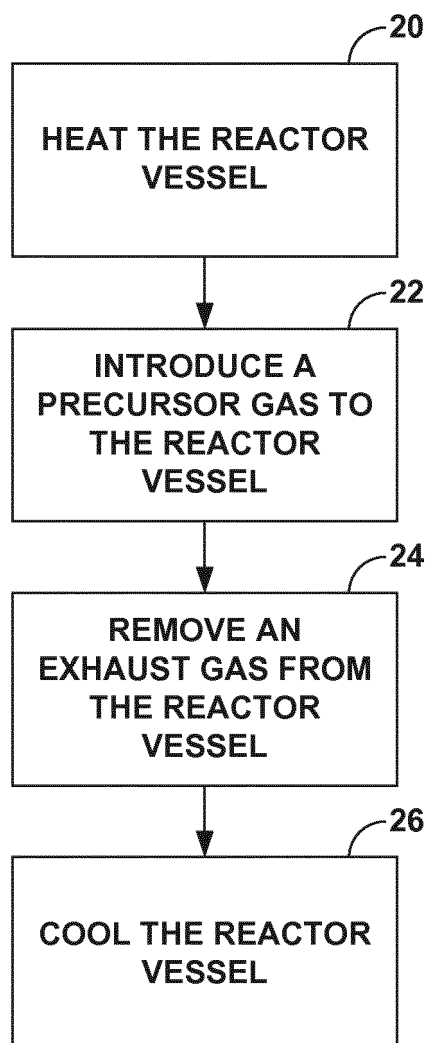 20
HEAT THE REACTOR
VESSEL
22
INTRODUCE A
PRECURSOR GAS TO
THE REACTOR
VESSEL
24
REMOVE AN
EXHAUST GAS FROM
THE REACTOR
VESSEL
26
COOL THE REACTOR
VESSEL